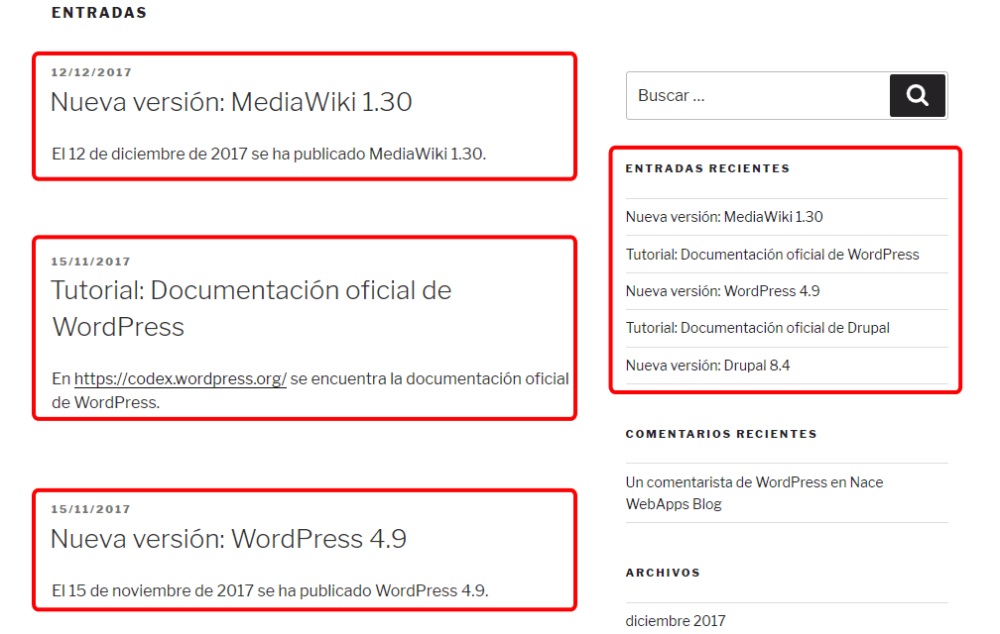 ENTRADAS
12/12/2017
Nueva versión: MediaWiki 1.30
El 12 de diciembre de 2017 se ha publicado MediaWiki 1.30.
15/11/2017
Tutorial: Documentación oficial de
WordPress
En https://codex.wordpress.org/ se encuentra la documentación oficial
de WordPress.
15/11/2017
Nueva versión: WordPress 4.9
El 15 de noviembre de 2017 se ha publicado WordPress 4.9.
Buscar ...
ENTRADAS RECIENTES
Nueva versión: MediaWiki 1.30
Tutorial: Documentación oficial de WordPress
Nueva versión: WordPress 4.9
Tutorial: Documentación oficial de Drupal
Nueva versión: Drupal 8.4
COMENTARIOS RECIENTES
Un comentarista de WordPress en Nace
WebApps Blog
ARCHIVOS
diciembre 2017